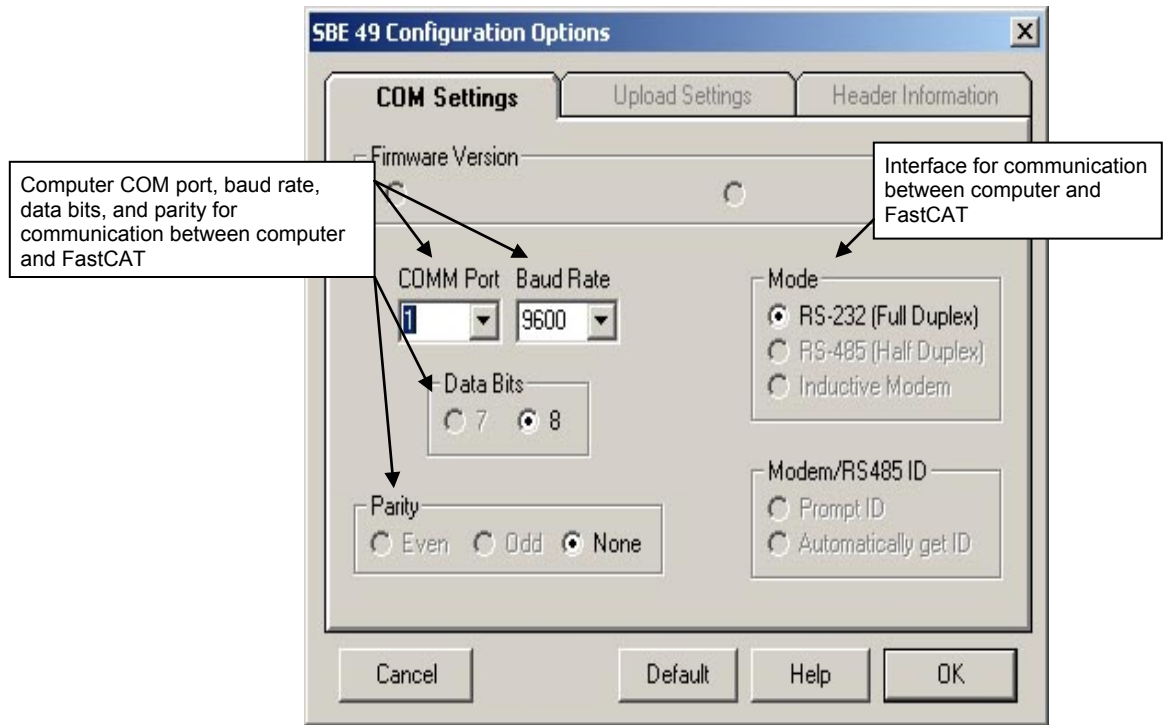 SBE 49 Configuration Options
COM Settings
Upload Settings
Header Information
Firmware Version
Computer COM port, baud rate,
data bits, and parity for
communication between computer
and FastCAT
Interface for communication
between computer and
FastCAT
COMM Port
Baud Rate
1
9600
Mode
RS-232 (Full Duplex)
RS-485 (Half Duplex)
Inductive Modem
Data Bits
7
8
Modem/RS485 ID
Prompt ID
Automatically get ID
Parity
Even
Odd
None
Cancel
Default
Help
OK